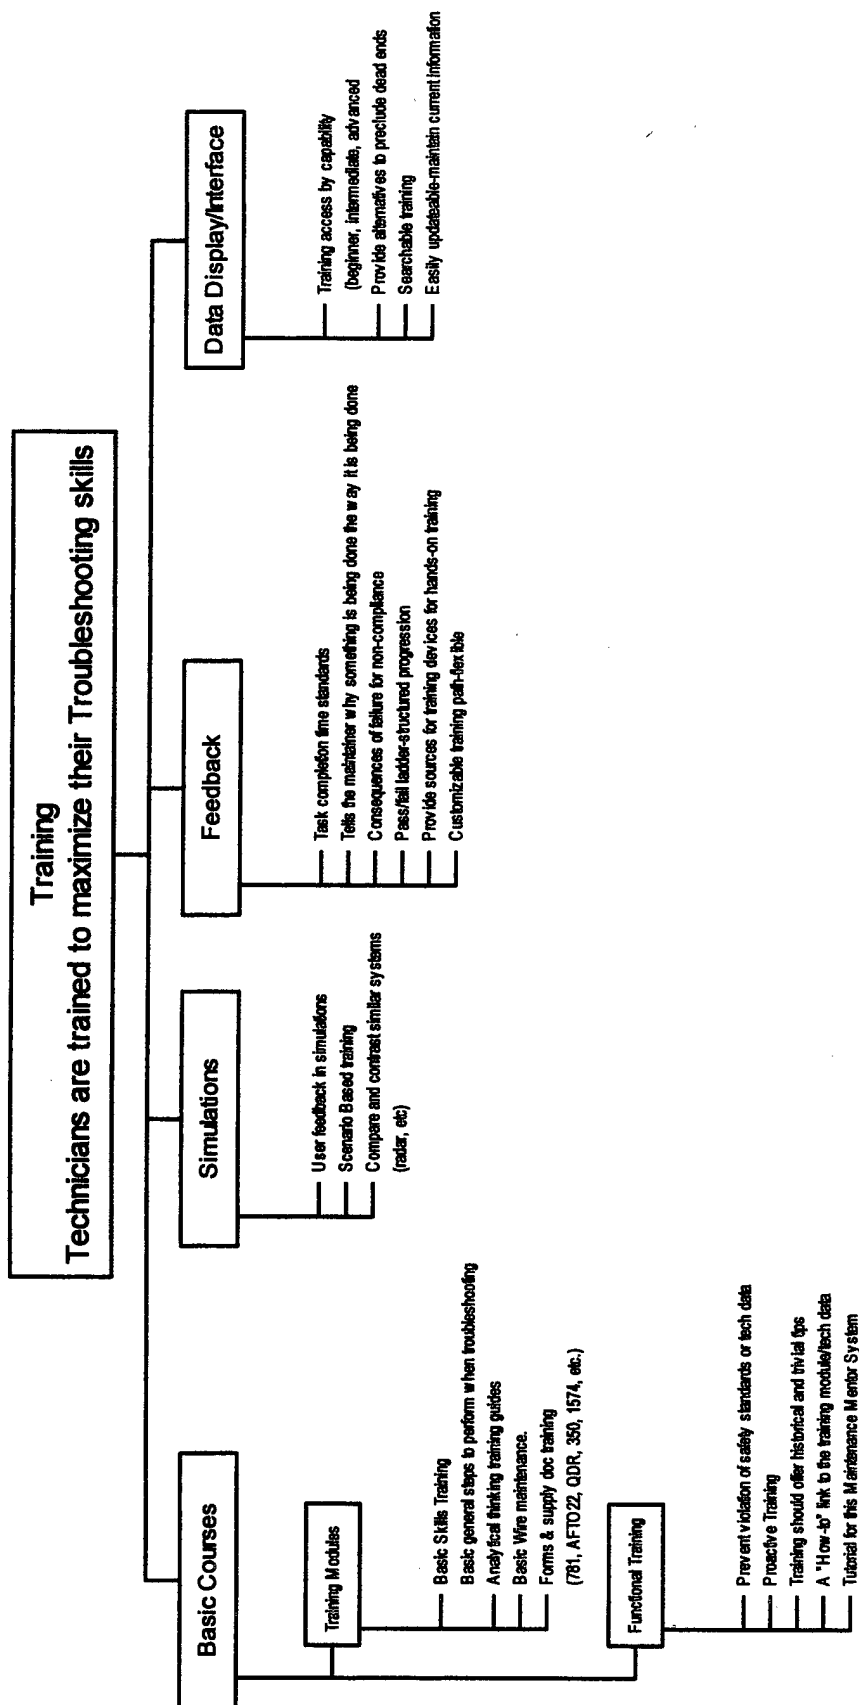 Training
Technicians are trained to maximize their Troubleshooting skills
Basic Courses
Training Modules
Basic Skills Training
Basic general steps to perform when troubleshooting
Analytical thinking training guides
Basic Wire maintenance.
Forms & supply doc training
(781, AFTO22, QDR, 350, 1574, etc.)
Functional Training
Prevent violation of safety standards or tech data
Proactive Training
Training should offer historical and trivial tips
A "How-to" link to the training module/tech data
Tutorial for this Maintenance Mentor System
Simulations
User feedback in simulations
Scenario Based training
Compare and contrast similar systems
(radar, etc)
Feedback
Task completion time standards
Tells the maintainer why something is being done the way it is being done
Consequences of failure for non-compliance
Pass/fail ladder-structured progression
Provide sources for training devices for hands-on training
Customizable training path-flexible
Data Display/Interface
Training access by capability
(beginner, intermediate, advanced
Provide alternatives to preclude dead ends
Searchable training
Easily updateable-maintain current information